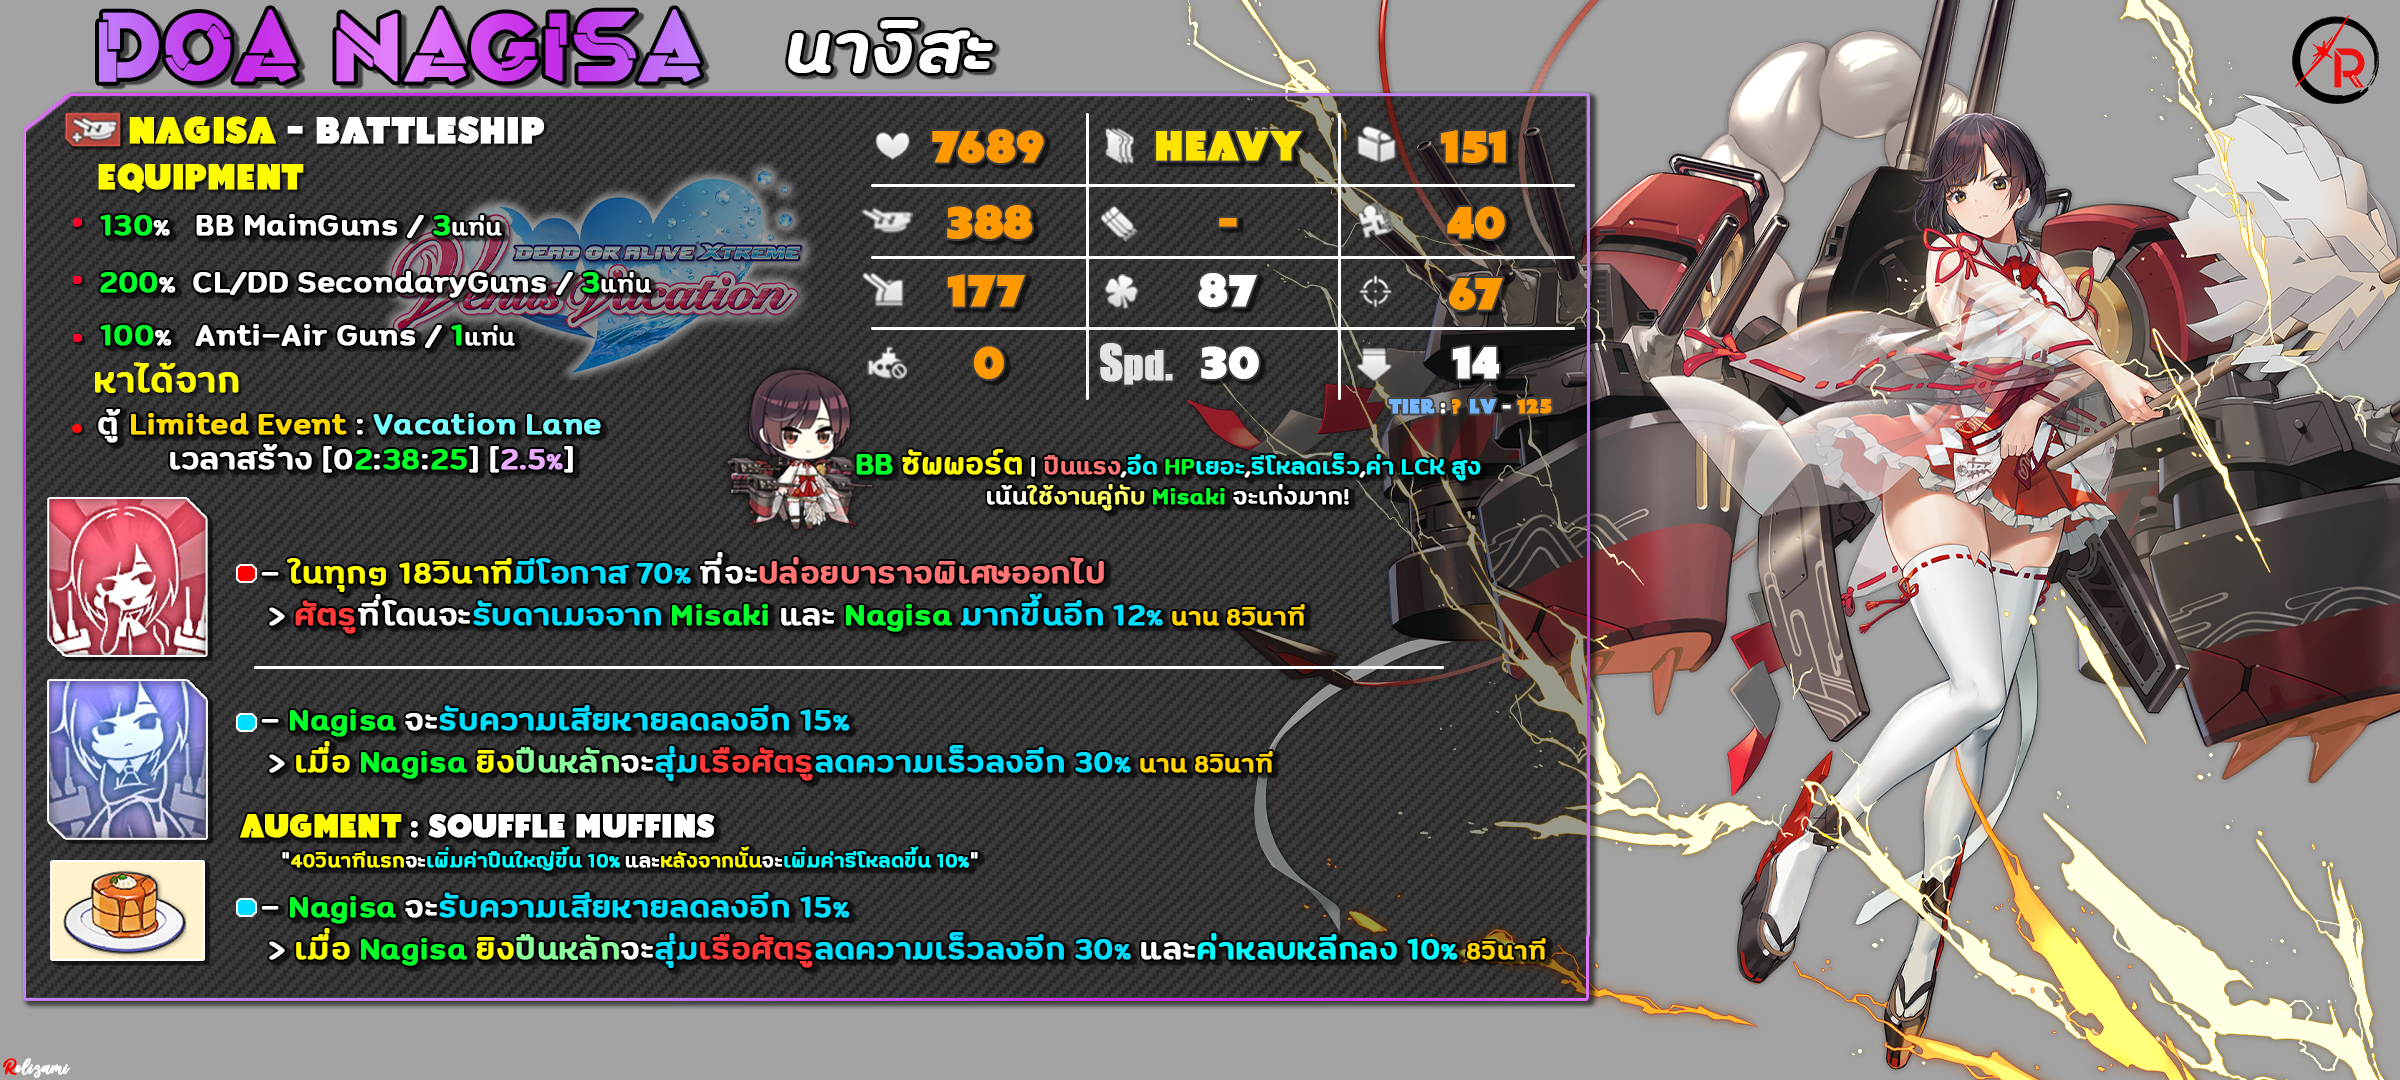 DOA NAGISA นางิสะ
NAGISA - BATTLESHIP
EQUIPMENT
130% BB MainGuns / 3แท่น
200% CL/DD SecondaryGuns / 3แท่น
100% Anti-Air Guns / 1แท่น
DEAD OR ALIVE XTREME
Venus Vacation
หาได้จาก
ตู้ Limited Event : Vacation Lane
เวลาสร้าง [02:38:25] [2.5%]
7689 HEAVY 151
388 - 40
177 87 67
0 Spd. 30 14
TIER : ? LV - 125
BB ซัพพอร์ต | ปืนแรง,อึด HPเยอะ,รีโหลดเร็ว,ค่า LCK สูง
เน้นใช้งานคู่กับ Misaki จะเก่งมาก!
- ในทุกๆ 18วินาทีมีโอกาส 70% ที่จะปล่อยบาราจพิเศษออกไป
> ศัตรูที่โดนจะรับดาเมจจาก Misaki และ Nagisa มากขึ้นอีก 12% นาน 8วินาที
- Nagisa จะรับความเสียหายลดลงอีก 15%
> เมื่อ Nagisa ยิงปืนหลักจะสุ่มเรือศัตรูลดความเร็วลงอีก 30% นาน 8วินาที
AUGMENT : SOUFFLE MUFFINS
"40วินาทีแรกจะเพิ่มค่าปืนใหญ่ขึ้น 10% และหลังจากนั้นจะเพิ่มค่ารีโหลดขึ้น 10%"
- Nagisa จะรับความเสียหายลดลงอีก 15%
> เมื่อ Nagisa ยิงปืนหลักจะสุ่มเรือศัตรูลดความเร็วลงอีก 30% และค่าหลบหลีกลง 10% 8วินาที
R
Rolizami